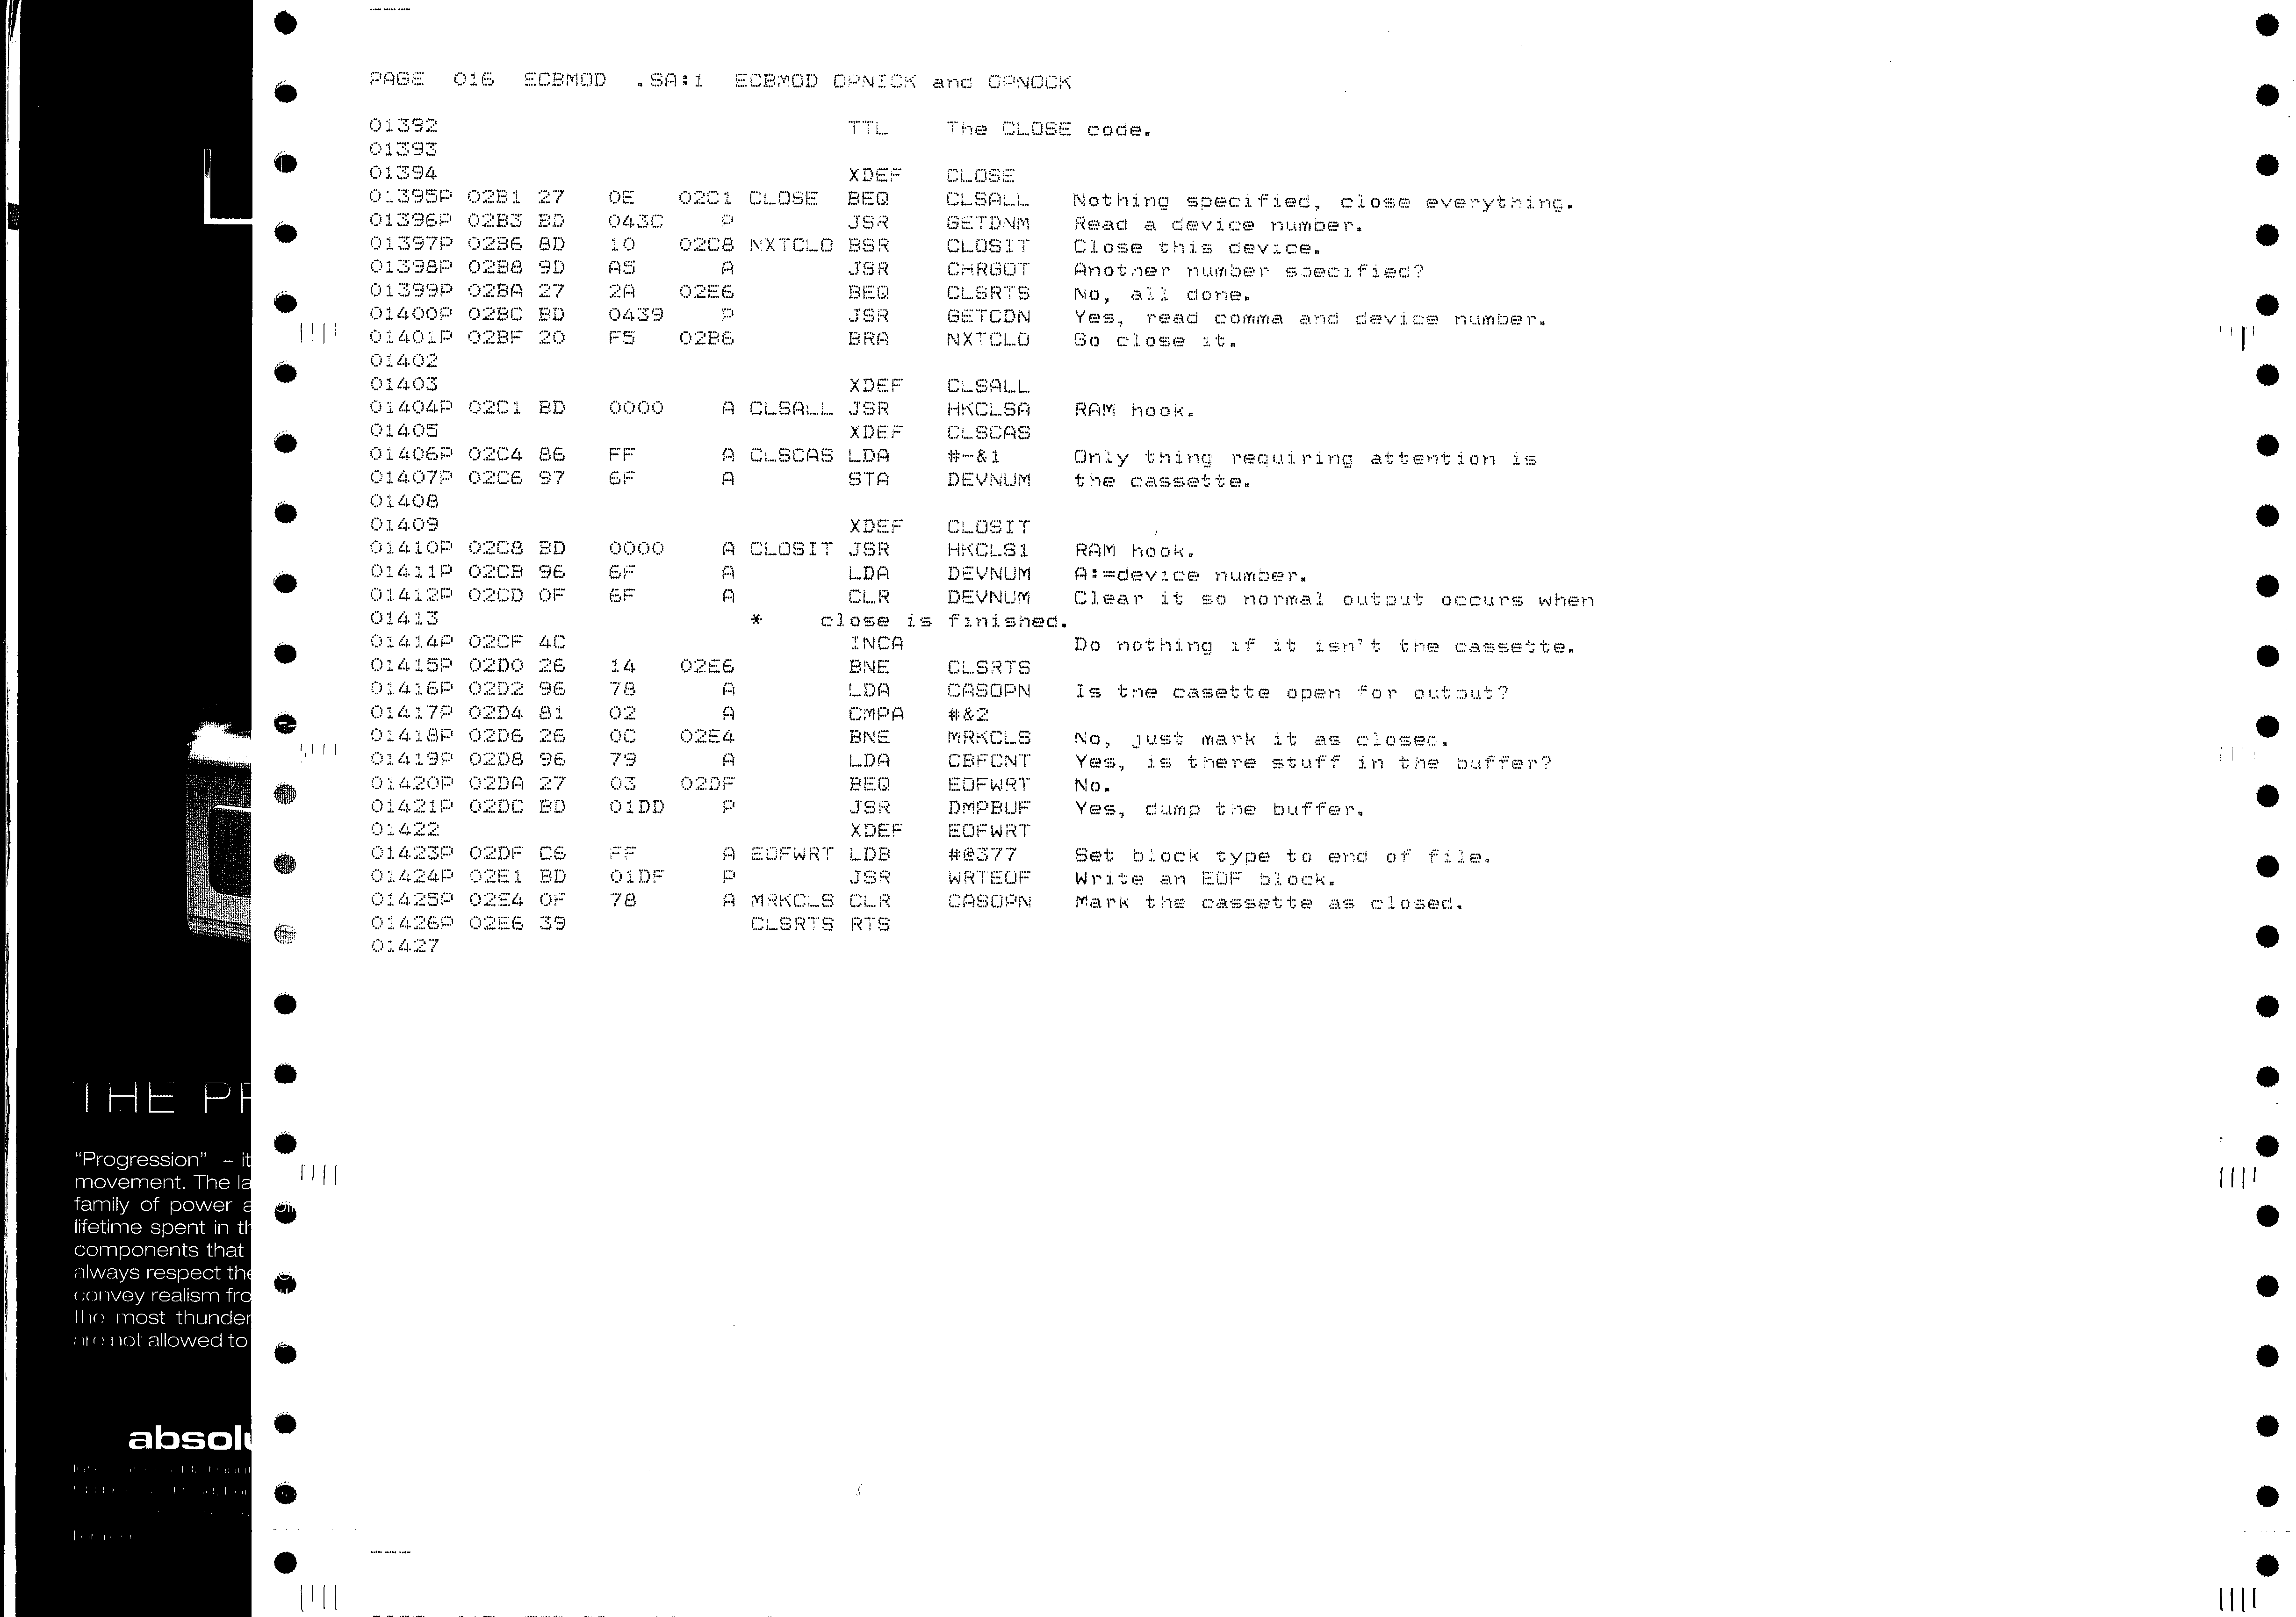 PAGE 016 ECBMOD .SA:1 ECBMOD OPNICK and OPNOCK
01392 TTL The CLOSE code.
01393
01394 XDEF CLOSE
01395P 02B1 27 0E 02C1 CLOSE BEQ CLSALL Nothing specified, close everything.
01396P 02B3 BD 043C P JSR GETDNM Read a device number.
01397P 02B6 8D 10 02C8 NXTCLO BSR CLOSIT Close this device.
01398P 02B8 9D A5 A JSR CHRGOT Another number specified?
01399P 02BA 27 2A 02E6 BEQ CLSRTS No, all done.
01400P 02BC BD 0439 P JSR GETCDN Yes, read comma and device number.
01401P 02BF 20 F5 02B6 BRA NXTCLO Go close it.
01402
01403 XDEF CLSALL
01404P 02C1 BD 0000 A CLSALL JSR HKCLSA RAM hook.
01405 XDEF CLSCAS
01406P 02C4 86 FF A CLSCAS LDA #-&1 Only thing requiring attention is
01407P 02C6 97 6F A STA DEVNUM the cassette.
01408
01409 XDEF CLOSIT
01410P 02C8 BD 0000 A CLOSIT JSR HKCLS1 RAM hook.
01411P 02CB 96 6F A LDA DEVNUM A:=device number.
01412P 02CD 0F 6F A CLR DEVNUM Clear it so normal output occurs when
01413 * close is finished.
01414P 02CF 4C INCA Do nothing if it isn't the cassette.
01415P 02D0 26 14 02E6 BNE CLSRTS
01416P 02D2 96 78 A LDA CASOPN Is the casette open for output?
01417P 02D4 81 02 A CMPA #&2
01418P 02D6 26 0C 02E4 BNE MRKCLS No, just mark it as closed.
01419P 02D8 96 79 A LDA CBFCNT Yes, is there stuff in the buffer?
01420P 02DA 27 03 02DF BEQ EOFWRT No.
01421P 02DC BD 01DD P JSR DMPBUF Yes, dump the buffer.
01422 XDEF EOFWRT
01423P 02DF C6 FF A EOFWRT LDB #@377 Set block type to end of file.
01424P 02E1 BD 01DF P JSR WRTEOF Write an EOF block.
01425P 02E4 0F 78 A MRKCLS CLR CASOPN Mark the cassette as closed.
01426P 02E6 39 CLSRTS RTS
01427
THE PR
“Progression” – it
movement. The la
family of power a
lifetime spent in th
components that
always respect the
convey realism fro
the most thunder
are not allowed to
absolu